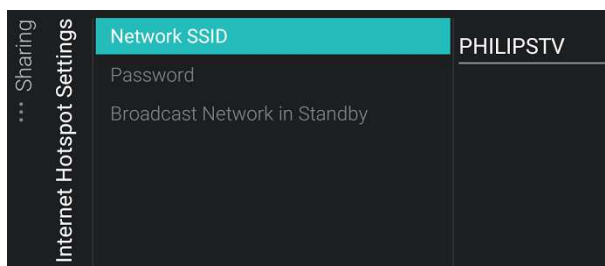 ... Sharing
Internet Hotspot Settings
Network SSID
Password
Broadcast Network in Standby
PHILIPSTV